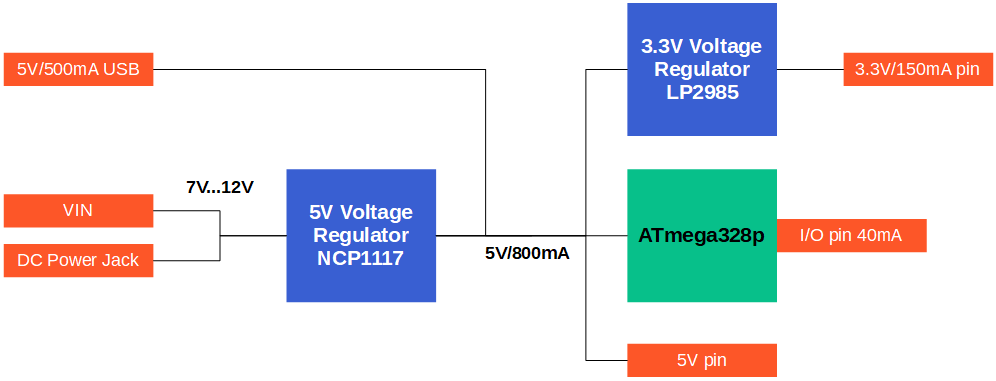 5V/500mA USB
3.3V Voltage
Regulator
LP2985
3.3V/150mA pin
7V...12V
VIN
DC Power Jack
5V Voltage
Regulator
NCP1117
5V/800mA
ATmega328p
I/O pin 40mA
5V pin